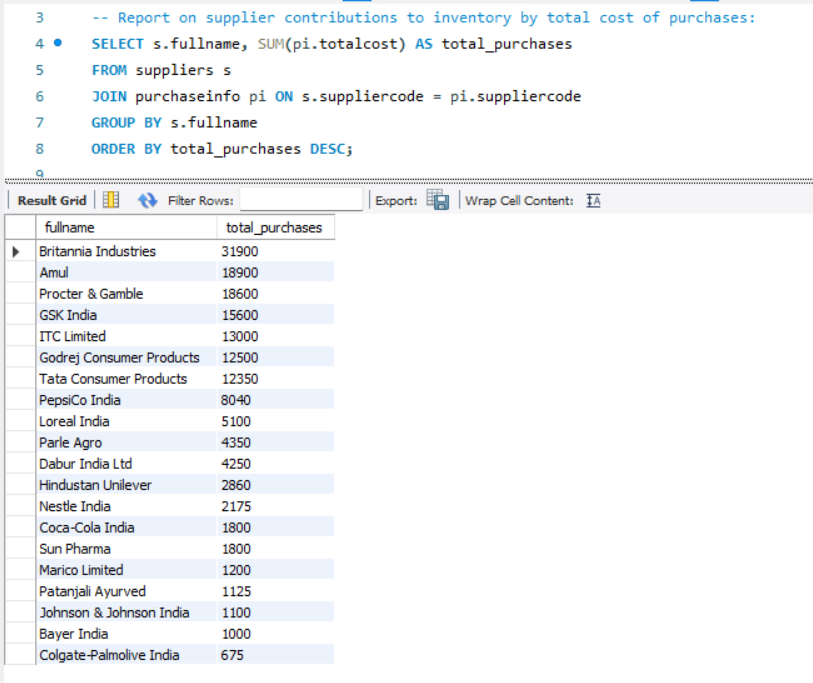 3 -- Report on supplier contributions to inventory by total cost of purchases:
4 SELECT s.fullname, SUM(pi.totalcost) AS total_purchases
5 FROM suppliers s
6 JOIN purchaseinfo pi ON s.suppliercode = pi.suppliercode
7 GROUP BY s.fullname
8 ORDER BY total_purchases DESC;
9
Result Grid Filter Rows: Export: Wrap Cell Content: IA
fullname total_purchases
Britannia Industries 31900
Amul 18900
Procter & Gamble 18600
GSK India 15600
ITC Limited 13000
Godrej Consumer Products 12500
Tata Consumer Products 12350
PepsiCo India 8040
Loreal India 5100
Parle Agro 4350
Dabur India Ltd 4250
Hindustan Unilever 2860
Nestle India 2175
Coca-Cola India 1800
Sun Pharma 1800
Marico Limited 1200
Patanjali Ayurved 1125
Johnson & Johnson India 1100
Bayer India 1000
Colgate-Palmolive India 675